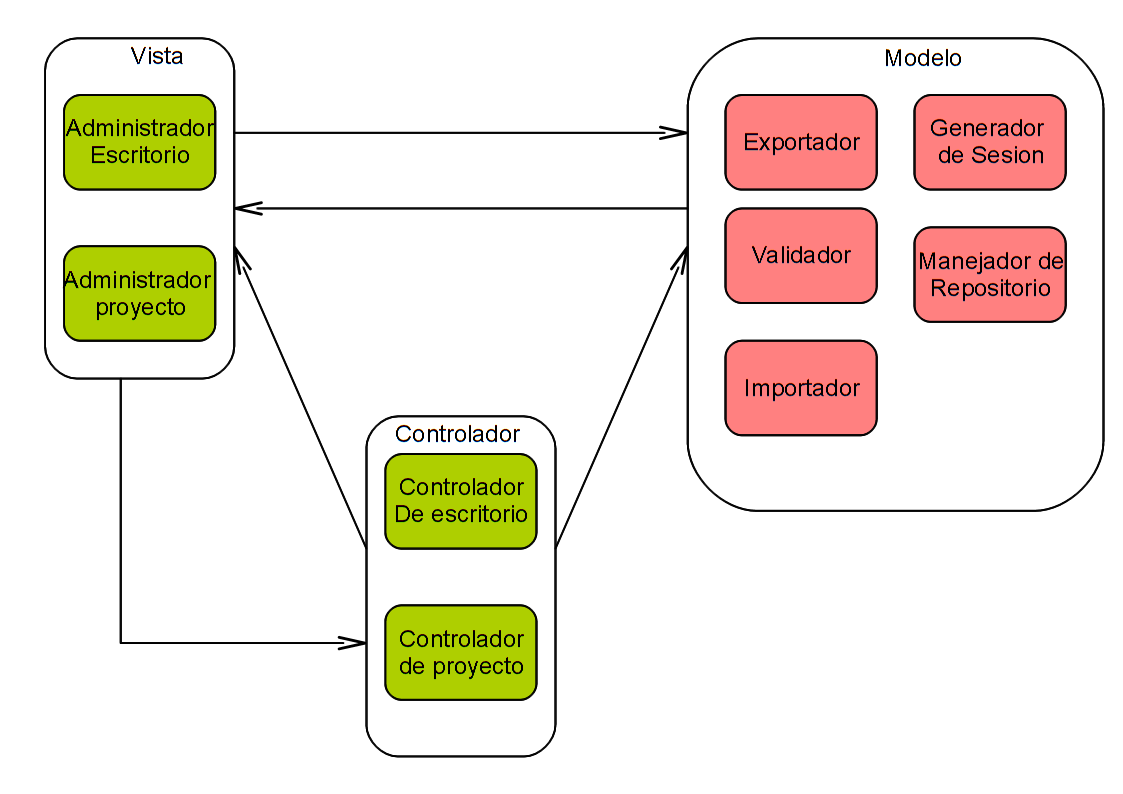 Vista
Administrador
Escritorio
Administrador
proyecto
Controlador
Controlador
De escritorio
Controlador
de proyecto
Modelo
Exportador
Generador
de Sesion
Validador
Manejador de
Repositorio
Importador